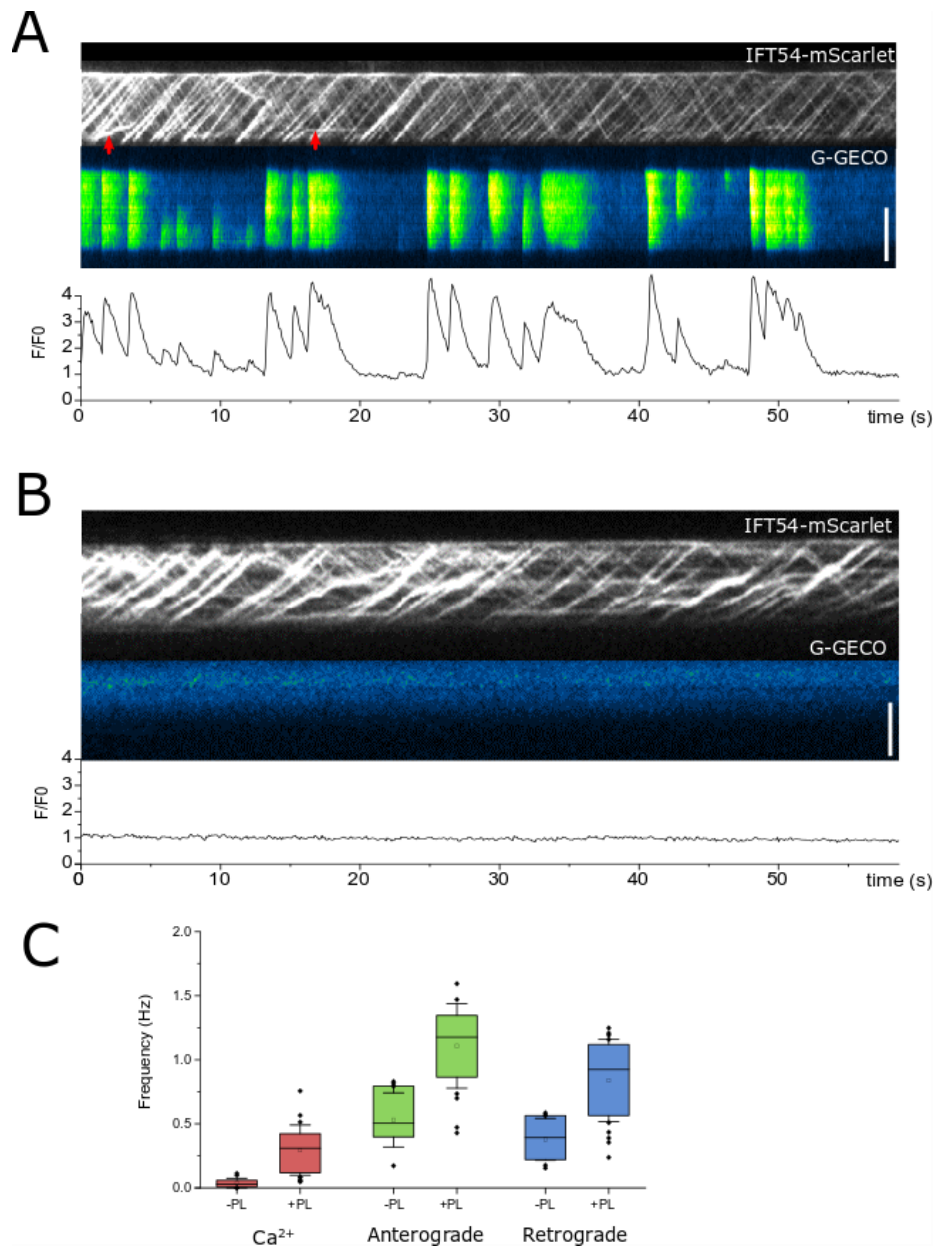 A
IFT54-mScarlet
G-GECO
4
3
2
1
0
F/F0
0 10 20 30 40 50 time (s)
B
IFT54-mScarlet
G-GECO
4
3
2
1
0
F/F0
0 10 20 30 40 50 time (s)
C
2.0
1.5
1.0
0.5
0.0
Frequency (Hz)
-PL +PL -PL +PL -PL +PL
Ca²⁺ Anterograde Retrograde